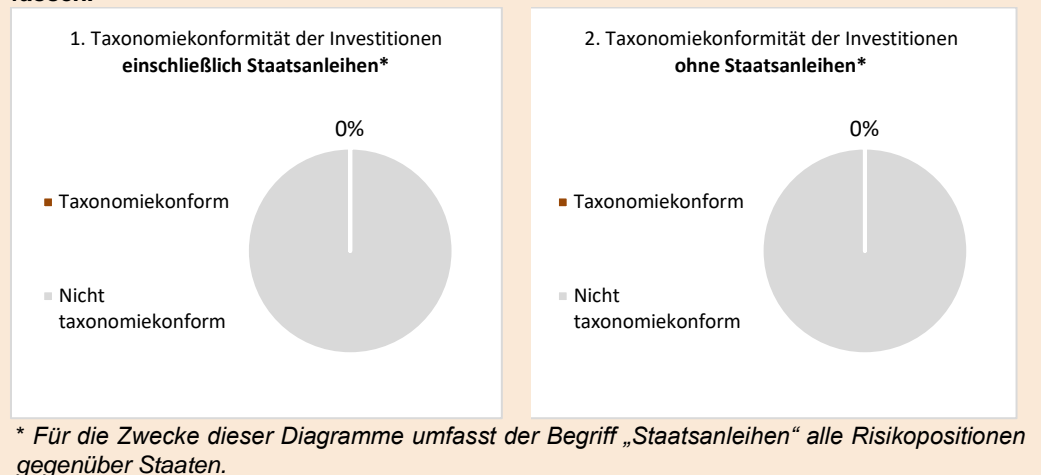 1. Taxonomiekonformität der Investitionen
einschließlich Staatsanleihen*
0%
Taxonomiekonform
Nicht
taxonomiekonform
2. Taxonomiekonformität der Investitionen
ohne Staatsanleihen*
0%
Taxonomiekonform
Nicht
taxonomiekonform
* Für die Zwecke dieser Diagramme umfasst der Begriff „Staatsanleihen“ alle Risikopositionen
gegenüber Staaten.